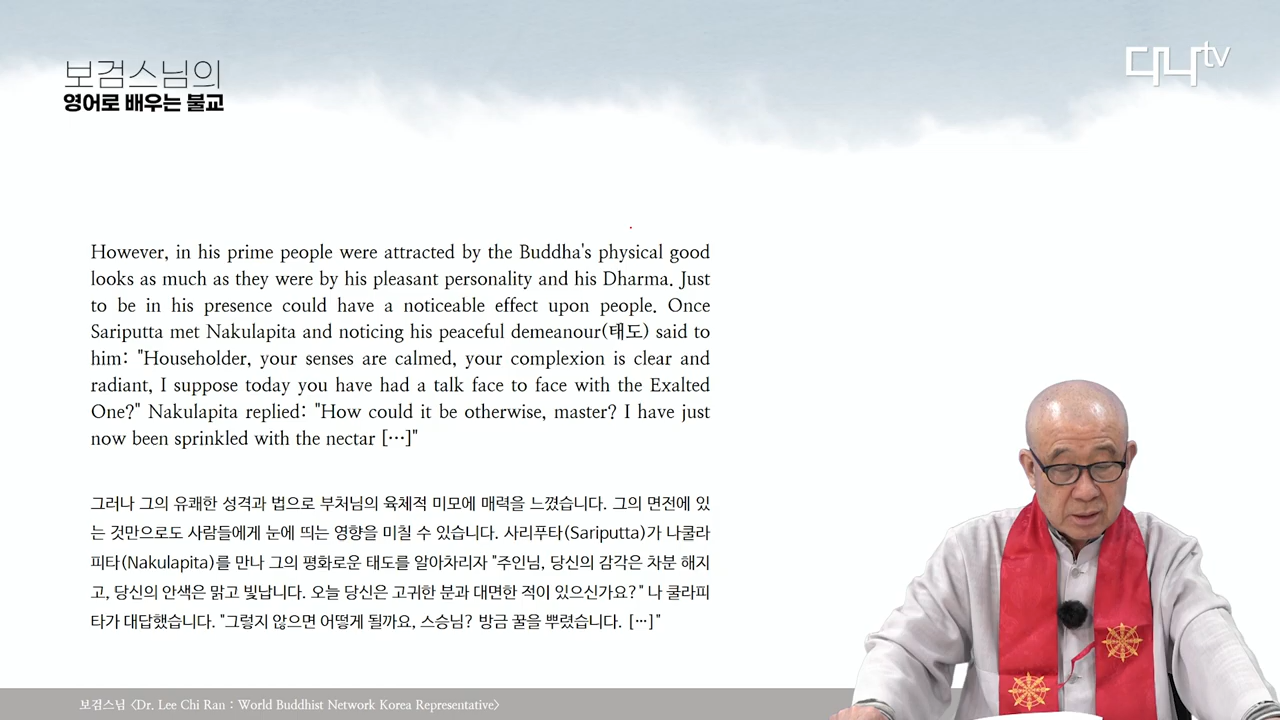 보검스님의
영어로 배우는 불교
다나tv
However, in his prime people were attracted by the Buddha's physical good
looks as much as they were by his pleasant personality and his Dharma. Just
to be in his presence could have a noticeable effect upon people. Once
Sariputta met Nakulapita and noticing his peaceful demeanour(태도) said to
him: "Householder, your senses are calmed, your complexion is clear and
radiant, I suppose today you have had a talk face to face with the Exalted
One?" Nakulapita replied: "How could it be otherwise, master? I have just
now been sprinkled with the nectar […]"
그러나 그의 유쾌한 성격과 법으로 부처님의 육체적 미모에 매력을 느꼈습니다. 그의 면전에 있
는 것만으로도 사람들에게 눈에 띄는 영향을 미칠 수 있습니다. 사리푸타(Sariputta)가 나쿨라
피타(Nakulapita)를 만나 그의 평화로운 태도를 알아차리자 "주인님, 당신의 감각은 차분 해지
고, 당신의 안색은 맑고 빛납니다. 오늘 당신은 고귀한 분과 대면한 적이 있으신가요?" 나 쿨라피
타가 대답했습니다. "그렇지 않으면 어떻게 될까요, 스승님? 방금 꿀을 뿌렸습니다. […]"
보검스님 <Dr. Lee Chi Ran : World Buddhist Network Korea Representative>